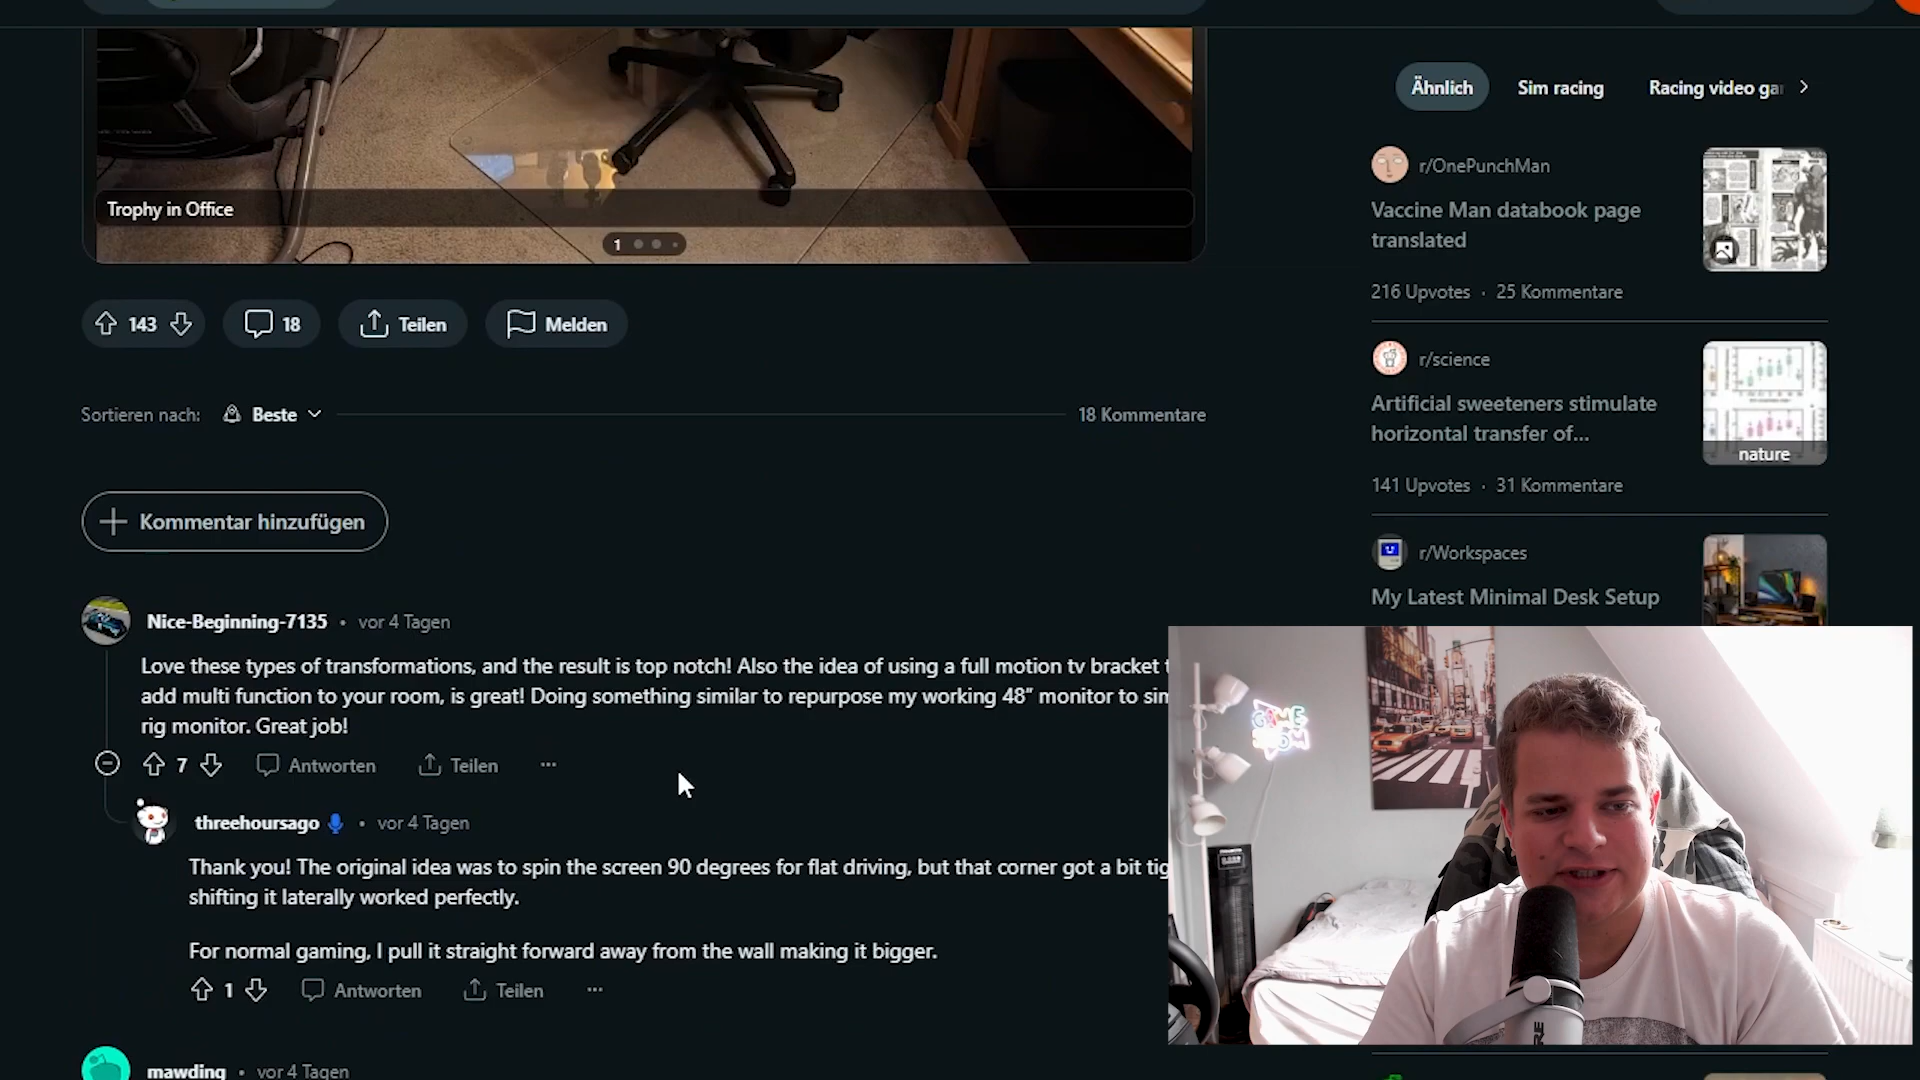 Trophy in Office
1
143
18
Teilen
Melden
Sortieren nach:
Beste
18 Kommentare
Kommentar hinzufügen
Nice-Beginning-7135 • vor 4 Tagen
Love these types of transformations, and the result is top notch! Also the idea of using a full motion tv bracket
add multi function to your room, is great! Doing something similar to repurpose my working 48” monitor to
rig monitor. Great job!
7
Antworten
Teilen
threehoursago • vor 4 Tagen
Thank you! The original idea was to spin the screen 90 degrees for flat driving, but that corner got a bit
shifting it laterally worked perfectly.
For normal gaming, I pull it straight forward away from the wall making it bigger.
1
Antworten
Teilen
mawding • vor 4 Tagen
Ähnlich
Sim racing
Racing video
r/OnePunchMan
Vaccine Man databook page
translated
216 Upvotes · 25 Kommentare
r/science
Artificial sweeteners stimulate
horizontal transfer of...
nature
141 Upvotes · 31 Kommentare
r/Workspaces
My Latest Minimal Desk Setup